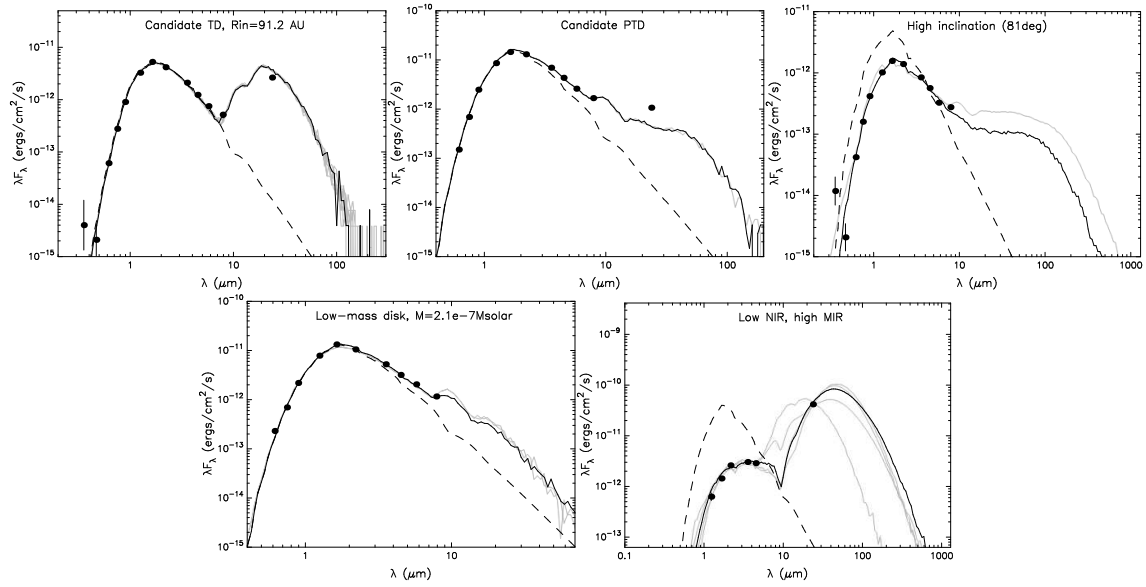 Candidate TD, Rin=91.2 AU
10⁻¹¹
10⁻¹²
10⁻¹³
10⁻¹⁴
10⁻¹⁵
λFλ (ergs/cm²/s)
1 10 100
λ (μm)
Candidate PTD
10⁻¹⁰
10⁻¹¹
10⁻¹²
10⁻¹³
10⁻¹⁴
10⁻¹⁵
λFλ (ergs/cm²/s)
1 10 100
λ (μm)
High inclination (81deg)
10⁻¹¹
10⁻¹²
10⁻¹³
10⁻¹⁴
10⁻¹⁵
λFλ (ergs/cm²/s)
1 10 100 1000
λ (μm)
Low-mass disk, M=2.1e-7Msolar
10⁻¹⁰
10⁻¹¹
10⁻¹²
10⁻¹³
10⁻¹⁴
10⁻¹⁵
λFλ (ergs/cm²/s)
1 10
λ (μm)
Low NIR, high MIR
10⁻⁹
10⁻¹⁰
10⁻¹¹
10⁻¹²
10⁻¹³
λFλ (ergs/cm²/s)
0.1 1 10 100 1000
λ (μm)